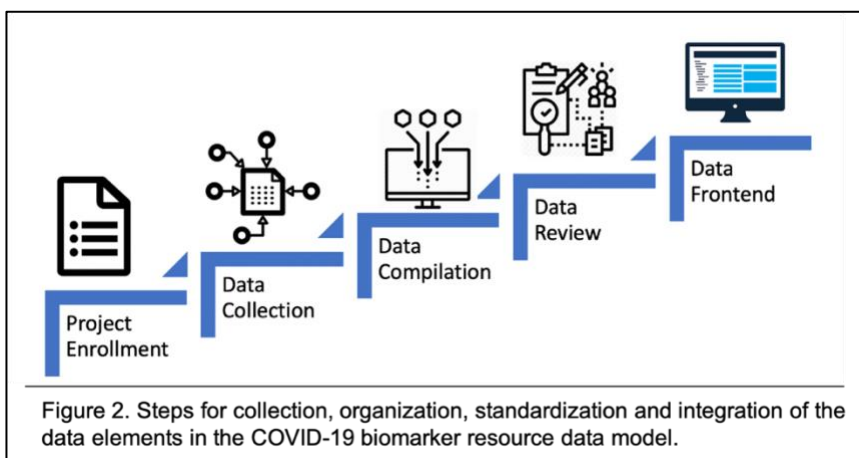 Project
Enrollment
Data
Collection
Data
Compilation
Data
Review
Data
Frontend
Figure 2. Steps for collection, organization, standardization and integration of the
data elements in the COVID-19 biomarker resource data model.